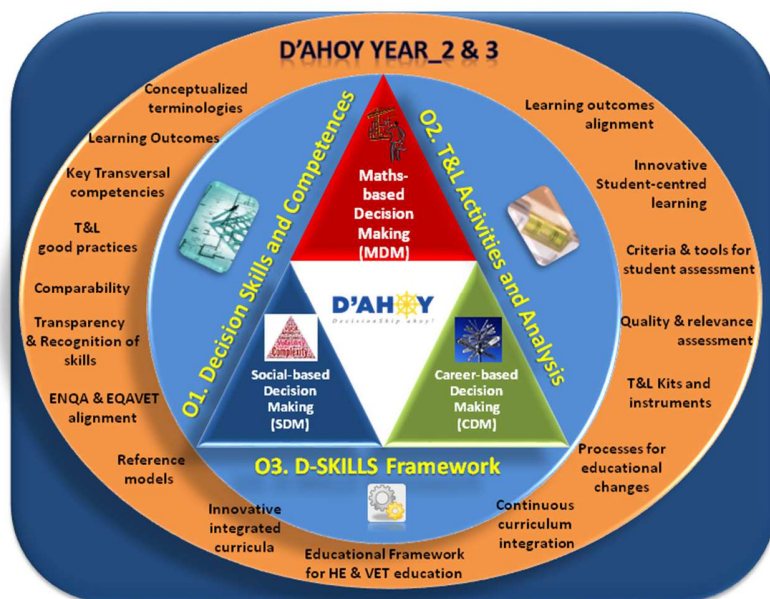 D'AHOY YEAR_2 & 3
Conceptualized
terminologies
Learning Outcomes
Key Transversal
competencies
T&L
good practices
Comparability
Transparency
& Recognition of
skills
ENQA & EQAVET
alignment
Reference
models
Innovative
integrated
curricula
Educational Framework
for HE & VET education
Continuous
curriculum
integration
Processes for
educational
changes
T&L Kits and
instruments
Quality & relevance
assessment
Criteria & tools for
student assessment
Innovative
Student-centred
learning
Learning outcomes
alignment
O1. Decision Skills and Competences
O2. T&L Activities and Analysis
O3. D-SKILLS Framework
Maths-
based
Decision
Making
(MDM)
D'AHOY
DecisionShip ahoy!
Complexity
Social-based
Decision
Making
(SDM)
Career-based
Decision
Making
(CDM)